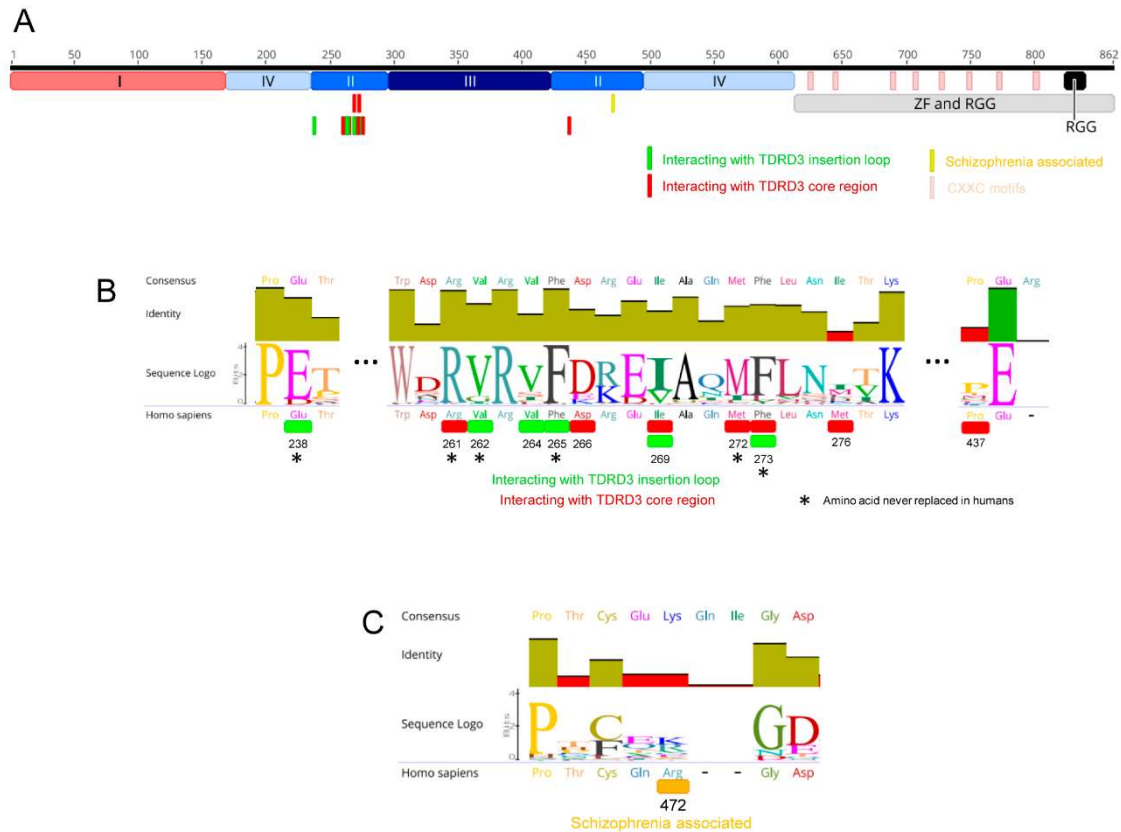 A
1 50 100 150 200 250 300 350 400 450 500 550 600 650 700 750 800 862
I IV II III II IV
ZF and RGG
RGG
Interacting with TDRD3 insertion loop Schizophrenia associated
Interacting with TDRD3 core region CXXC motifs
B
Consensus Pro Glu Thr Trp Asp Arg Val Arg Val Phe Asp Arg Glu Ile Ala Gln Met Phe Leu Asn Ile Thr Lys Pro Glu Arg
Identity
4
Sequence Logo Bits P E T ••• W D R V R V F D R E I A Q M F L N I T K ••• P E
Homo sapiens Pro Glu Thr Trp Asp Arg Val Arg Val Phe Asp Arg Glu Ile Ala Gln Met Phe Leu Asn Met Thr Lys Pro Glu -
238 261 262 264 265 266 269 272 273 276 437
* * * * * *
Interacting with TDRD3 insertion loop
Interacting with TDRD3 core region * Amino acid never replaced in humans
C
Consensus Pro Thr Cys Glu Lys Gln Ile Gly Asp
Identity
4
Sequence Logo Bits 2 P C F E K G D
Homo sapiens Pro Thr Cys Gln Arg - - Gly Asp
472
Schizophrenia associated